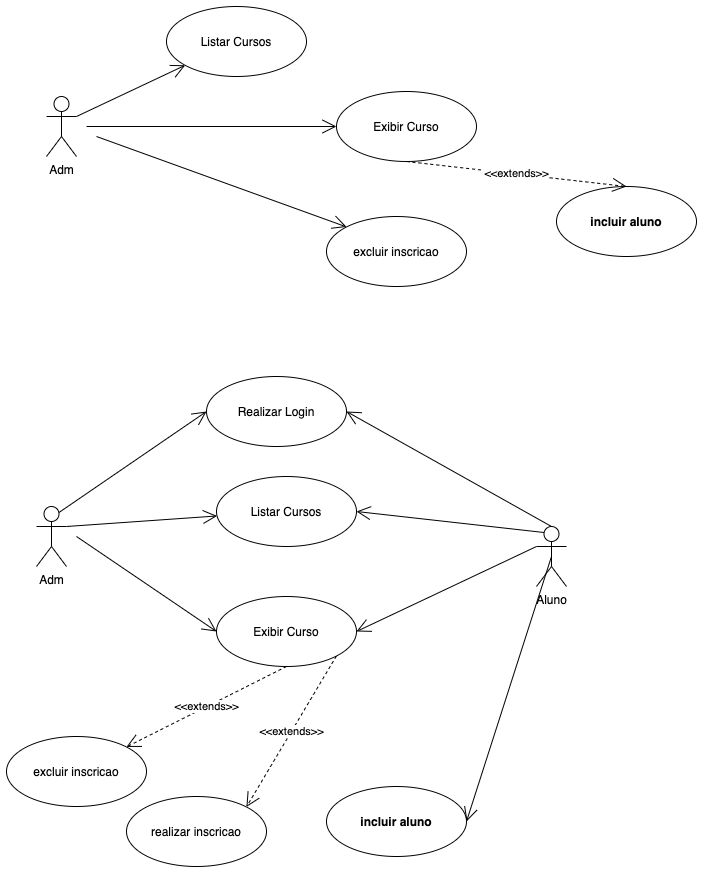 Listar Cursos
Adm
Exibir Curso
<<extends>>
incluir aluno
excluir inscricao
Realizar Login
Listar Cursos
Adm
Aluno
Exibir Curso
<<extends>>
<<extends>>
excluir inscricao
realizar inscricao
incluir aluno